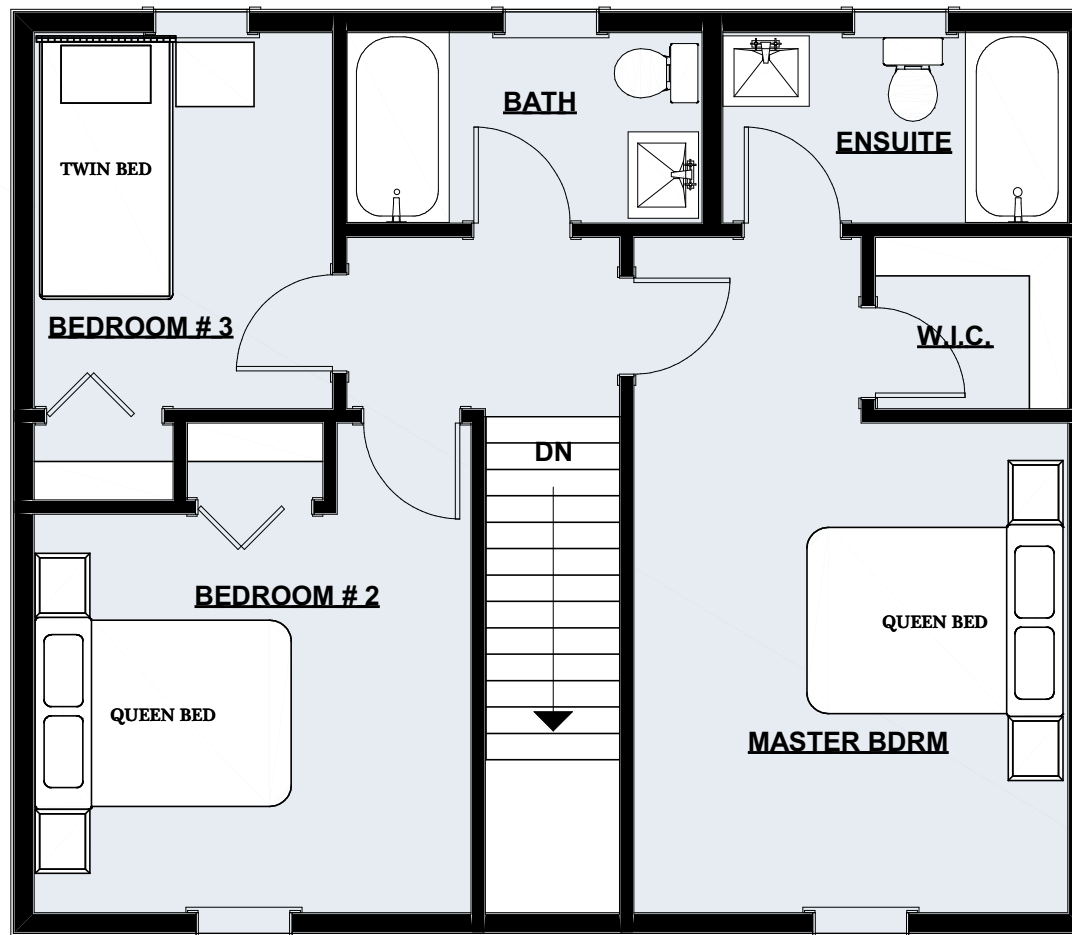 BATH
ENSUITE
TWIN BED
BEDROOM # 3
W.I.C.
DN
BEDROOM # 2
QUEEN BED
QUEEN BED
MASTER BDRM